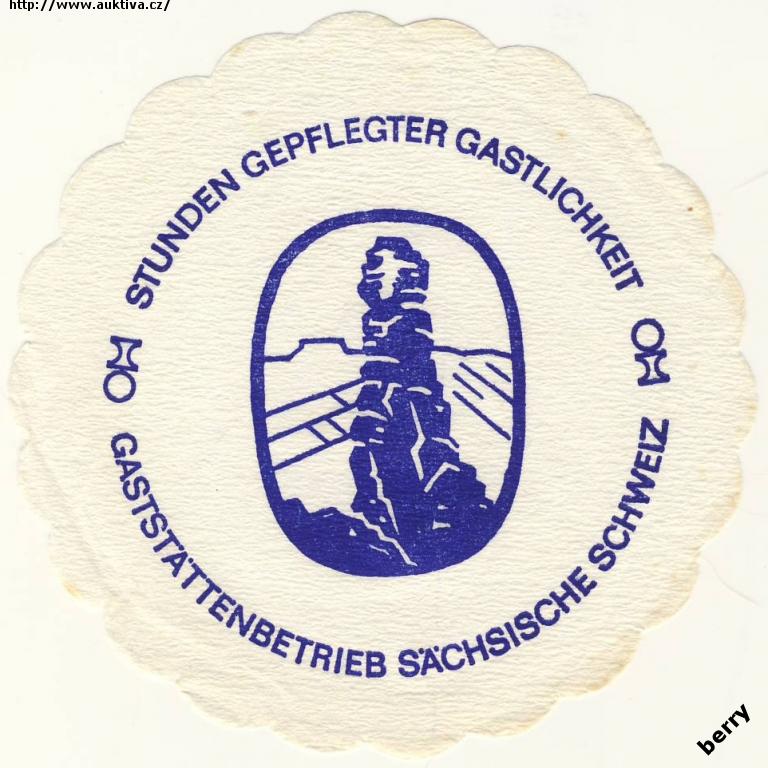 http://www.auktiva.cz/
STUNDEN GEPFLEGTER GASTLICHKEIT
GASTSTÄTTENBETRIEB SÄCHSISCHE SCHWEIZ
berry